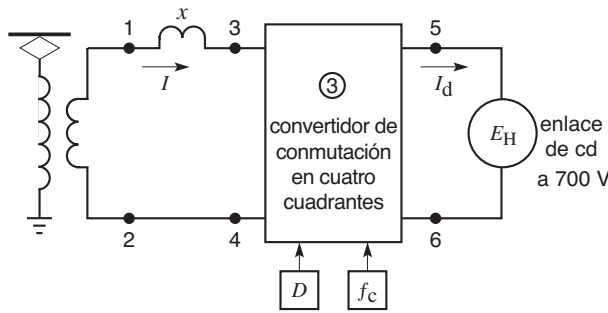 x
1
3
5
I
I_d
③
convertidor de
conmutación
en cuatro
cuadrantes
E_H
enlace
de cd
a 700 V
2
4
6
D
f_c